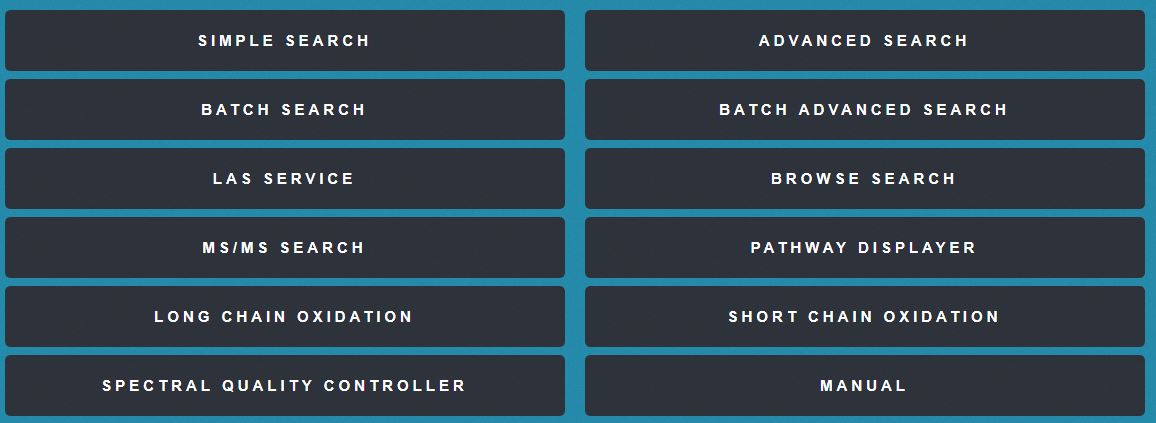 SIMPLE SEARCH
ADVANCED SEARCH
BATCH SEARCH
BATCH ADVANCED SEARCH
LAS SERVICE
BROWSE SEARCH
MS/MS SEARCH
PATHWAY DISPLAYER
LONG CHAIN OXIDATION
SHORT CHAIN OXIDATION
SPECTRAL QUALITY CONTROLLER
MANUAL